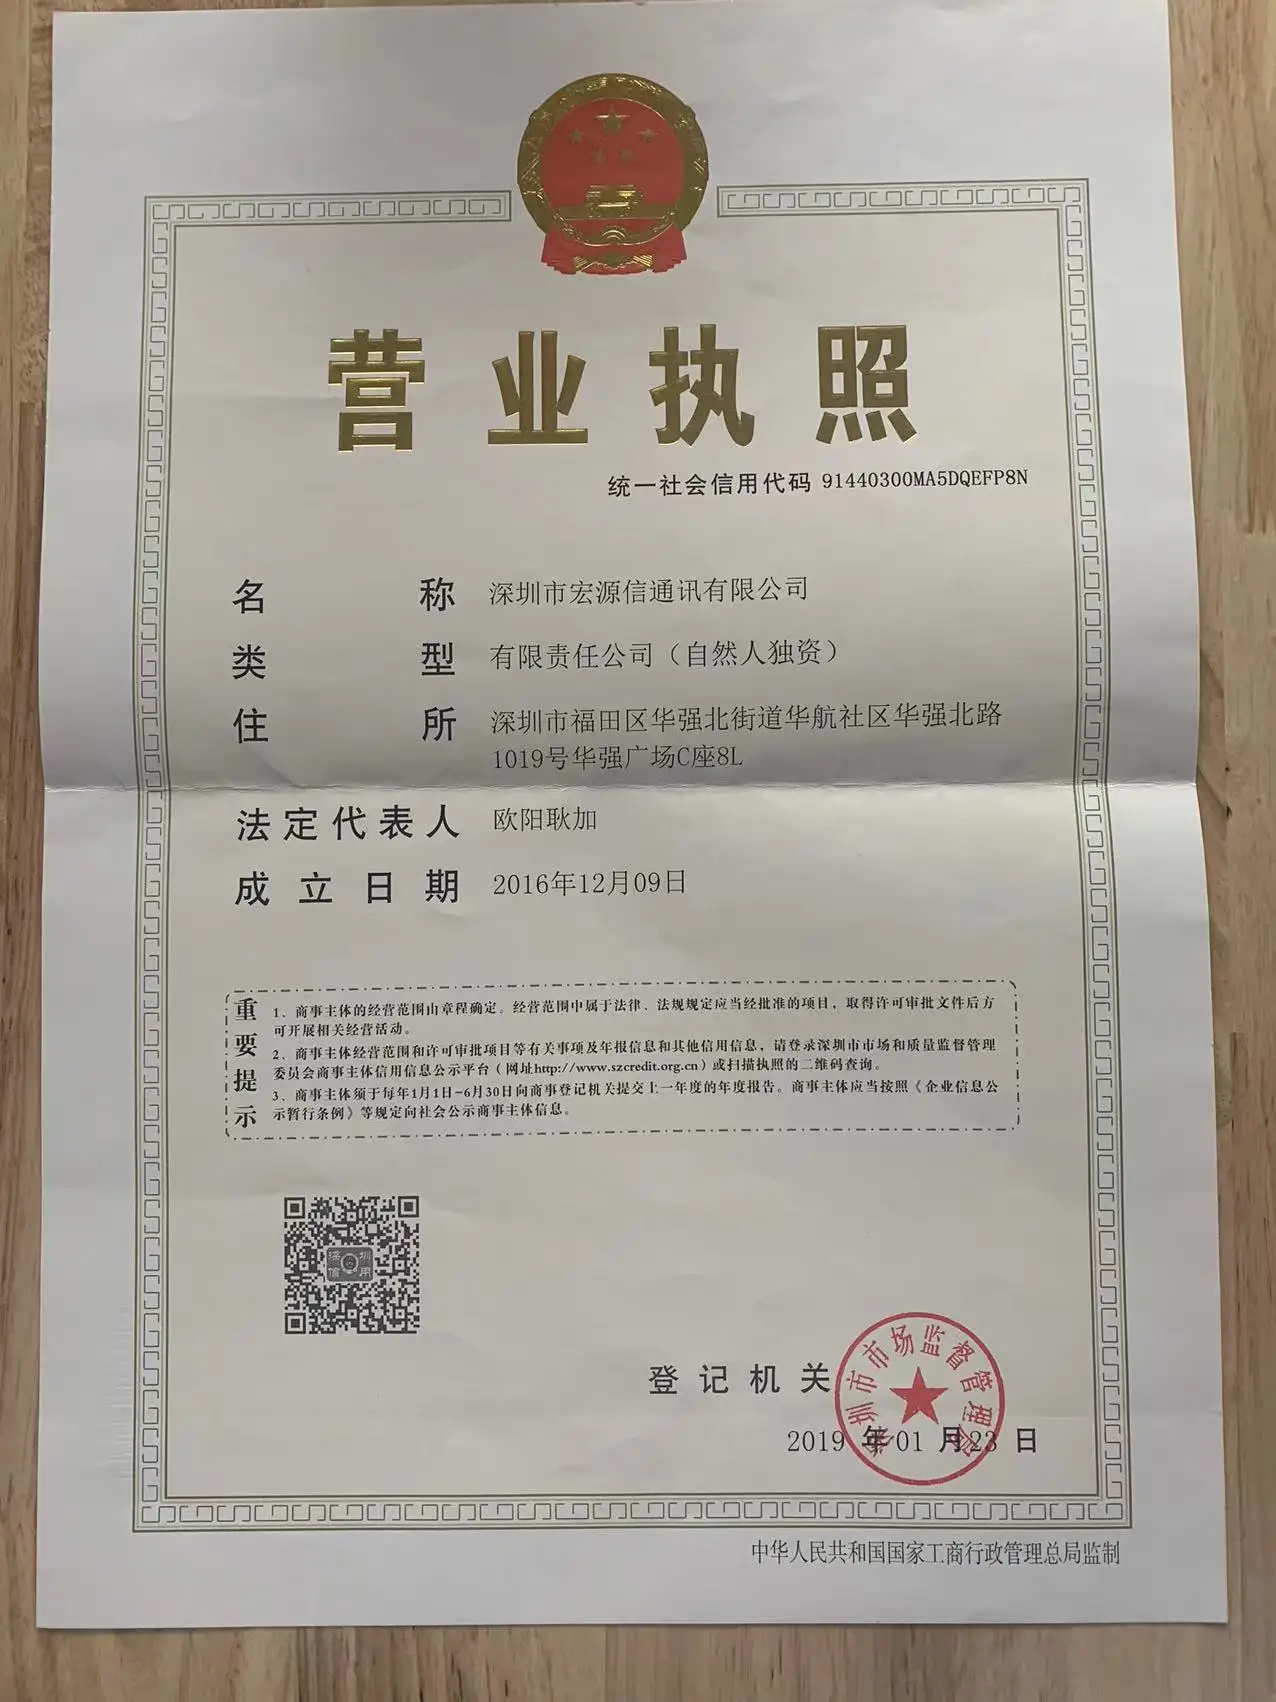 营业执照
统一社会信用代码 91440300MA5DQEFP8N
名称 深圳市宏源信通讯有限公司
类型 有限责任公司（自然人独资）
住所 深圳市福田区华强北街道华航社区华强北路
1019号华强广场C座8L
法定代表人 欧阳耿加
成立日期 2016年12月09日
重要提示
1、商事主体的经营范围由章程确定。经营范围中属于法律、法规规定应当经批准的项目，取得许可审批文件后方
可开展相关经营活动。
2、商事主体经营范围和许可审批项目等有关事项及年报信息和其他信用信息，请登录深圳市市场和质量监督管理
委员会商事主体信用信息公示平台（网址http://www.szcredit.org.cn）或扫描执照的二维码查询。
3、商事主体须于每年1月1日-6月30日向商事登记机关提交上一年度的年度报告。商事主体应当按照《企业信息公
示暂行条例》等规定向社会公示商事主体信息。
深圳
信用
登记机关
深圳市市场监督管理局
2019 年 01 月 23 日
中华人民共和国国家工商行政管理总局监制